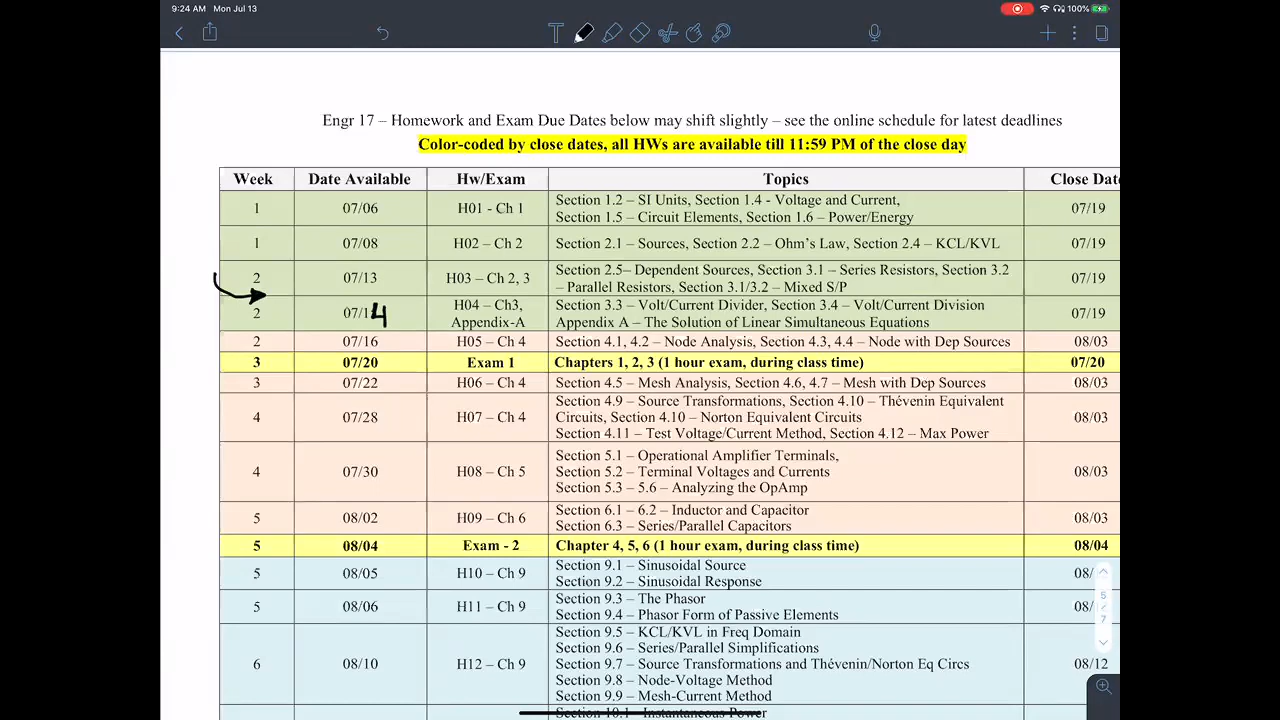 9:24 AM Mon Jul 13
100%
Engr 17 – Homework and Exam Due Dates below may shift slightly – see the online schedule for latest deadlines
Color-coded by close dates, all HWs are available till 11:59 PM of the close day
Week Date Available Hw/Exam Topics Close Dat
1 07/06 H01 - Ch 1 Section 1.2 – SI Units, Section 1.4 - Voltage and Current,
Section 1.5 – Circuit Elements, Section 1.6 – Power/Energy 07/19
1 07/08 H02 – Ch 2 Section 2.1 – Sources, Section 2.2 – Ohm's Law, Section 2.4 – KCL/KVL 07/19
2 07/13 H03 – Ch 2, 3 Section 2.5– Dependent Sources, Section 3.1 – Series Resistors, Section 3.2
– Parallel Resistors, Section 3.1/3.2 – Mixed S/P 07/19
2 07/14 H04 – Ch3, Section 3.3 – Volt/Current Divider, Section 3.4 – Volt/Current Division 07/19
Appendix-A Appendix A – The Solution of Linear Simultaneous Equations
2 07/16 H05 – Ch 4 Section 4.1, 4.2 – Node Analysis, Section 4.3, 4.4 – Node with Dep Sources 08/03
3 07/20 Exam 1 Chapters 1, 2, 3 (1 hour exam, during class time) 07/20
3 07/22 H06 – Ch 4 Section 4.5 – Mesh Analysis, Section 4.6, 4.7 – Mesh with Dep Sources 08/03
Section 4.9 – Source Transformations, Section 4.10 – Thévenin Equivalent
4 07/28 H07 – Ch 4 Circuits, Section 4.10 – Norton Equivalent Circuits 08/03
Section 4.11 – Test Voltage/Current Method, Section 4.12 – Max Power
Section 5.1 – Operational Amplifier Terminals,
4 07/30 H08 – Ch 5 Section 5.2 – Terminal Voltages and Currents 08/03
Section 5.3 – 5.6 – Analyzing the OpAmp
5 08/02 H09 – Ch 6 Section 6.1 – 6.2 – Inductor and Capacitor 08/03
Section 6.3 – Series/Parallel Capacitors
5 08/04 Exam - 2 Chapter 4, 5, 6 (1 hour exam, during class time) 08/04
5 08/05 H10 – Ch 9 Section 9.1 – Sinusoidal Source 08/
Section 9.2 – Sinusoidal Response
5 08/06 H11 – Ch 9 Section 9.3 – The Phasor 08/
Section 9.4 – Phasor Form of Passive Elements
5 / 7
Section 9.5 – KCL/KVL in Freq Domain
Section 9.6 – Series/Parallel Simplifications
6 08/10 H12 – Ch 9 Section 9.7 – Source Transformations and Thévenin/Norton Eq Circs 08/12
Section 9.8 – Node-Voltage Method
Section 9.9 – Mesh-Current Method
Section 10.1 – Instantaneous Power